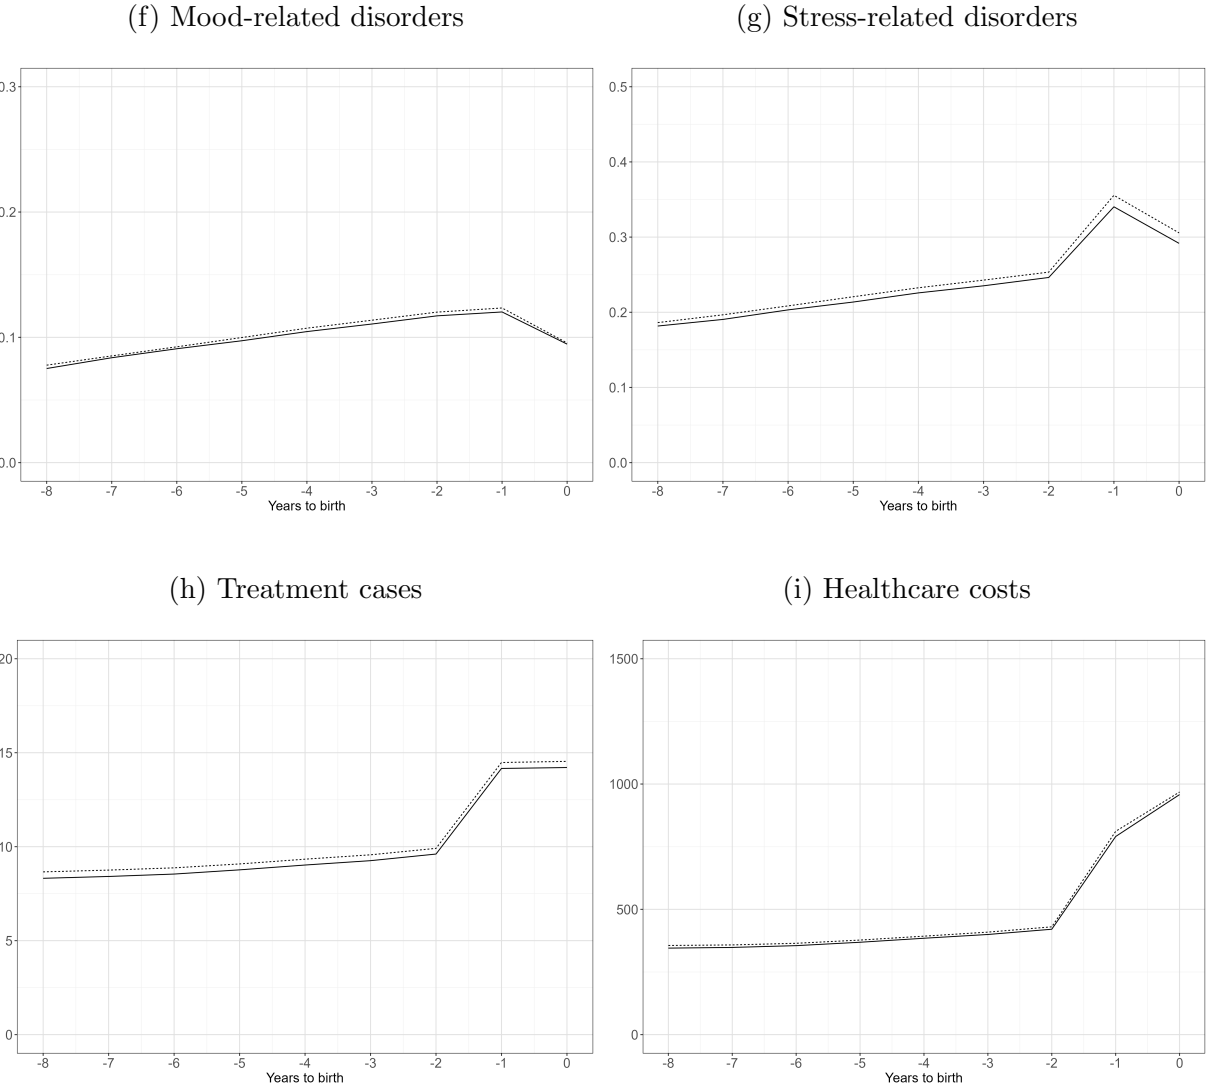 (f) Mood-related disorders
0.3
0.2
0.1
0.0
-8 -7 -6 -5 -4 -3 -2 -1 0
Years to birth
(g) Stress-related disorders
0.5
0.4
0.3
0.2
0.1
0.0
-8 -7 -6 -5 -4 -3 -2 -1 0
Years to birth
(h) Treatment cases
20
15
10
5
0
-8 -7 -6 -5 -4 -3 -2 -1 0
Years to birth
(i) Healthcare costs
1500
1000
500
0
-8 -7 -6 -5 -4 -3 -2 -1 0
Years to birth